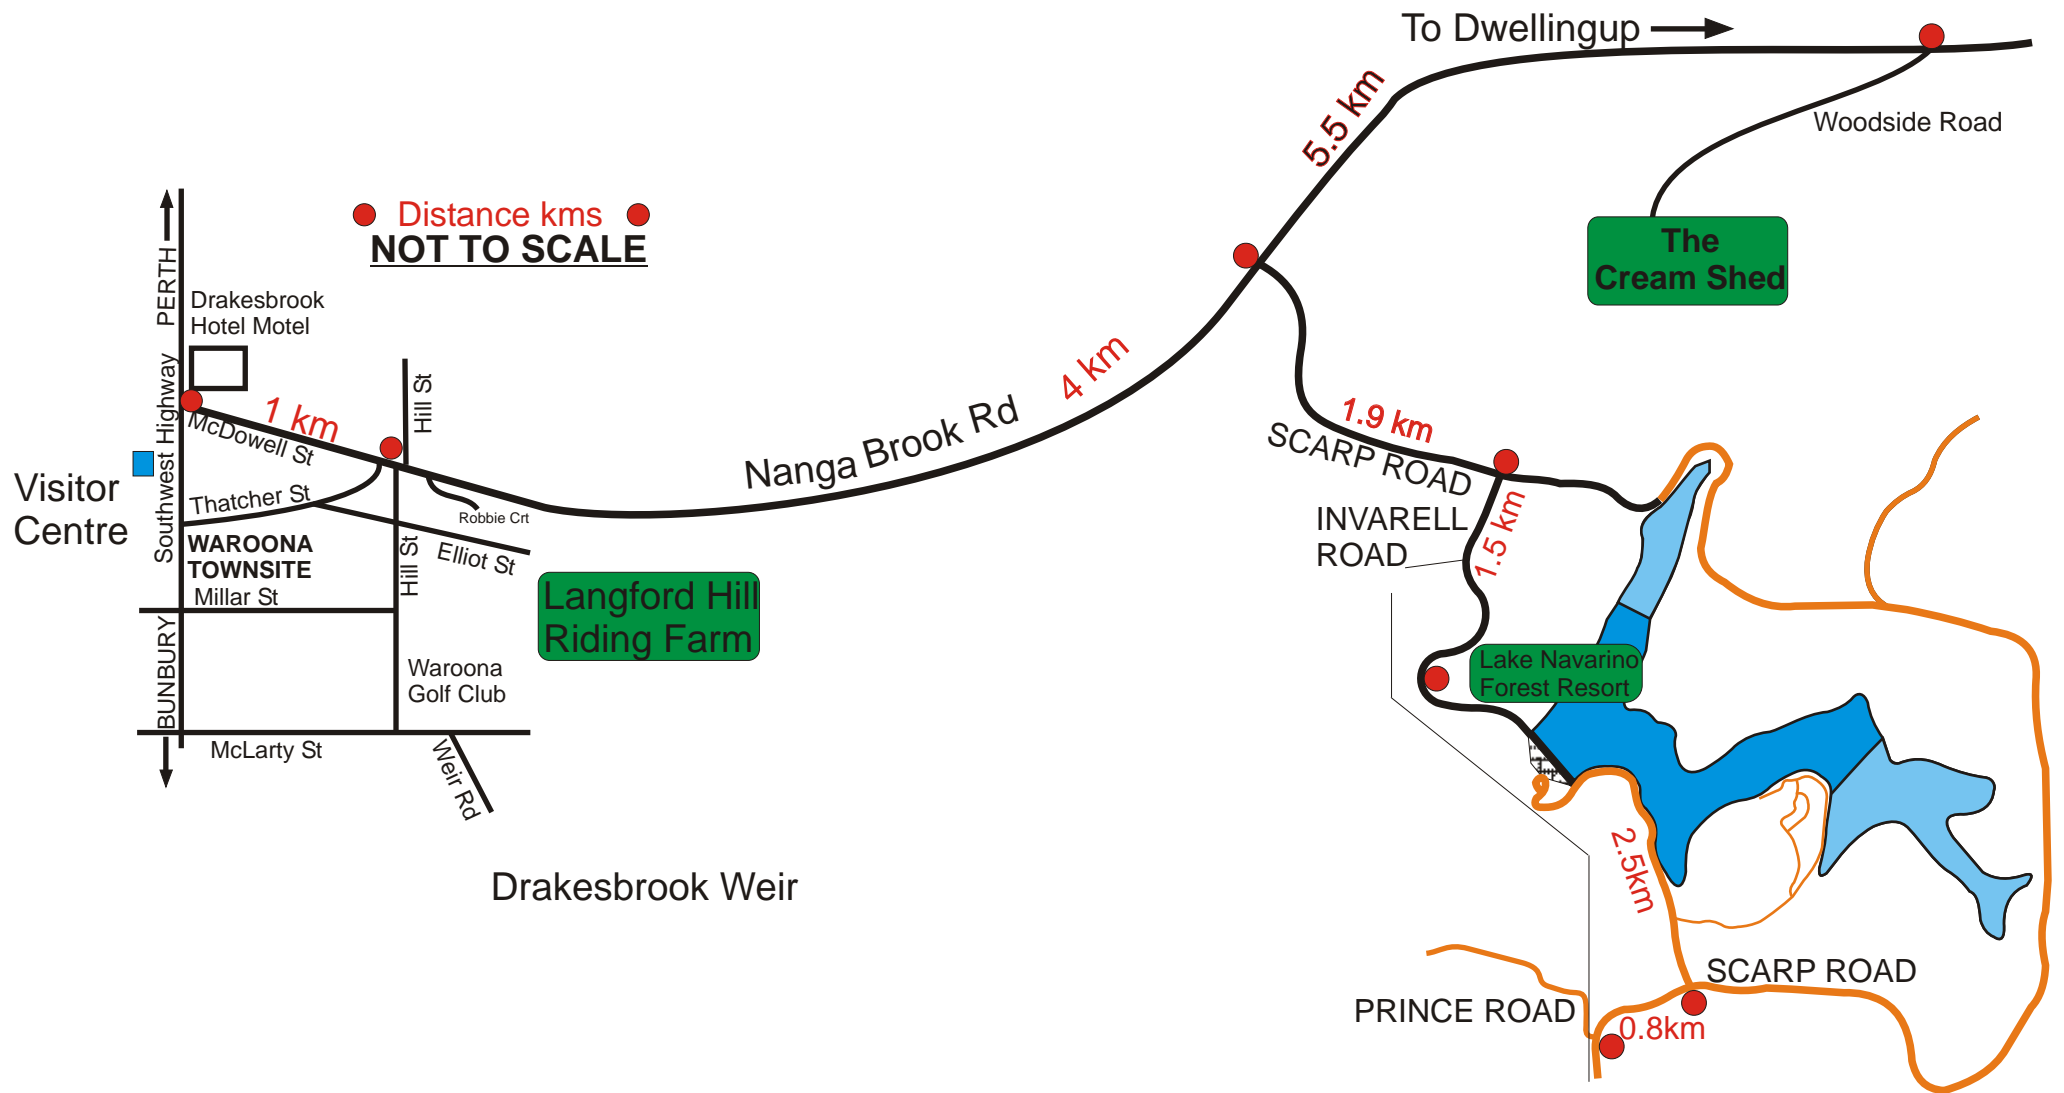 To Dwellingup
5.5 km
Woodside Road
Distance kms
NOT TO SCALE
The
Cream Shed
PERTH
Drakesbrook
Hotel Motel
Southwest Highway
1 km
McDowell St
Hill St
4 km
Nanga Brook Rd
1.9 km
SCARP ROAD
Visitor
Centre
Thatcher St
Robbie Crt
INVARELL
ROAD
1.5 km
WAROONA
TOWNSITE
Elliot St
Hill St
Millar St
Langford Hill
Riding Farm
BUNBURY
Waroona
Golf Club
Lake Navarino
Forest Resort
McLarty St
Weir Rd
Drakesbrook Weir
2.5km
SCARP ROAD
PRINCE ROAD
0.8km